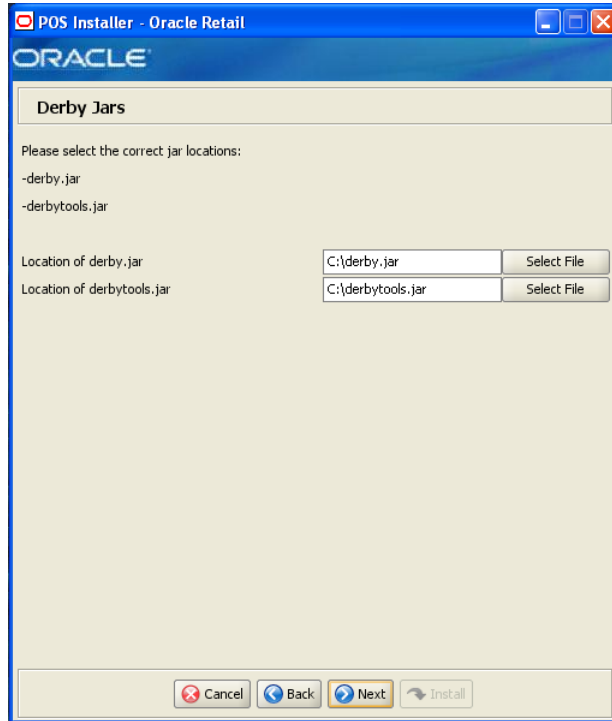 POS Installer - Oracle Retail
ORACLE
Derby Jars
Please select the correct jar locations:
-derby.jar
-derbytools.jar
Location of derby.jar C:\derby.jar Select File
Location of derbytools.jar C:\derbytools.jar Select File
Cancel Back Next Install